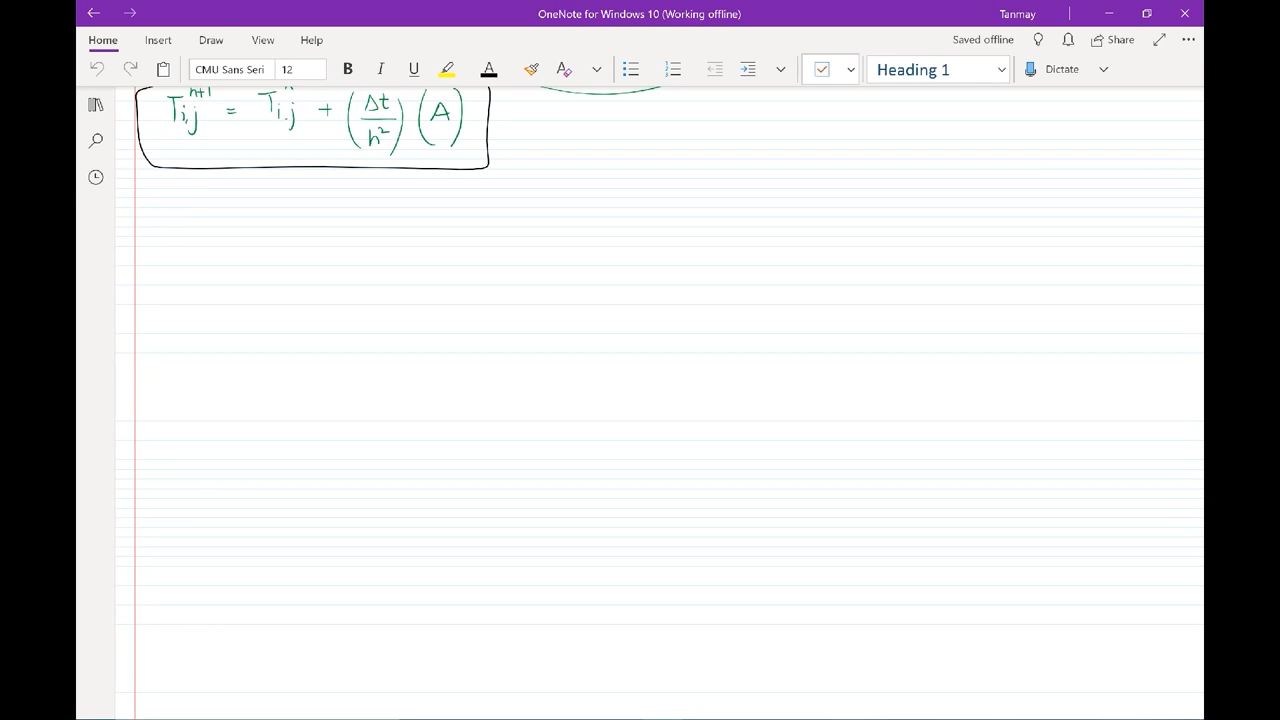 OneNote for Windows 10 (Working offline)
Tanmay
Home Insert Draw View Help
Saved offline
Share
CMU Sans Seri 12
B I U A
Heading 1
Dictate
T_{i,j}^{n+1} = T_{i,j}^{n} + (Δt/h²) (A)